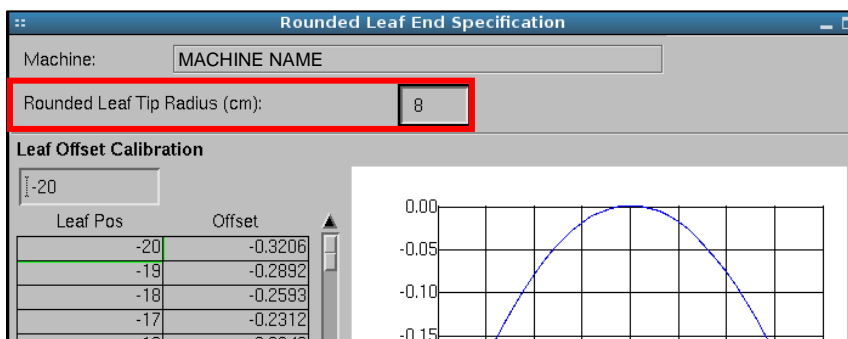 Rounded Leaf End Specification
Machine: MACHINE NAME
Rounded Leaf Tip Radius (cm): 8
Leaf Offset Calibration
-20
Leaf Pos Offset
-20 -0.3206
-19 -0.2892
-18 -0.2593
-17 -0.2312
0.00
-0.05
-0.10
-0.15